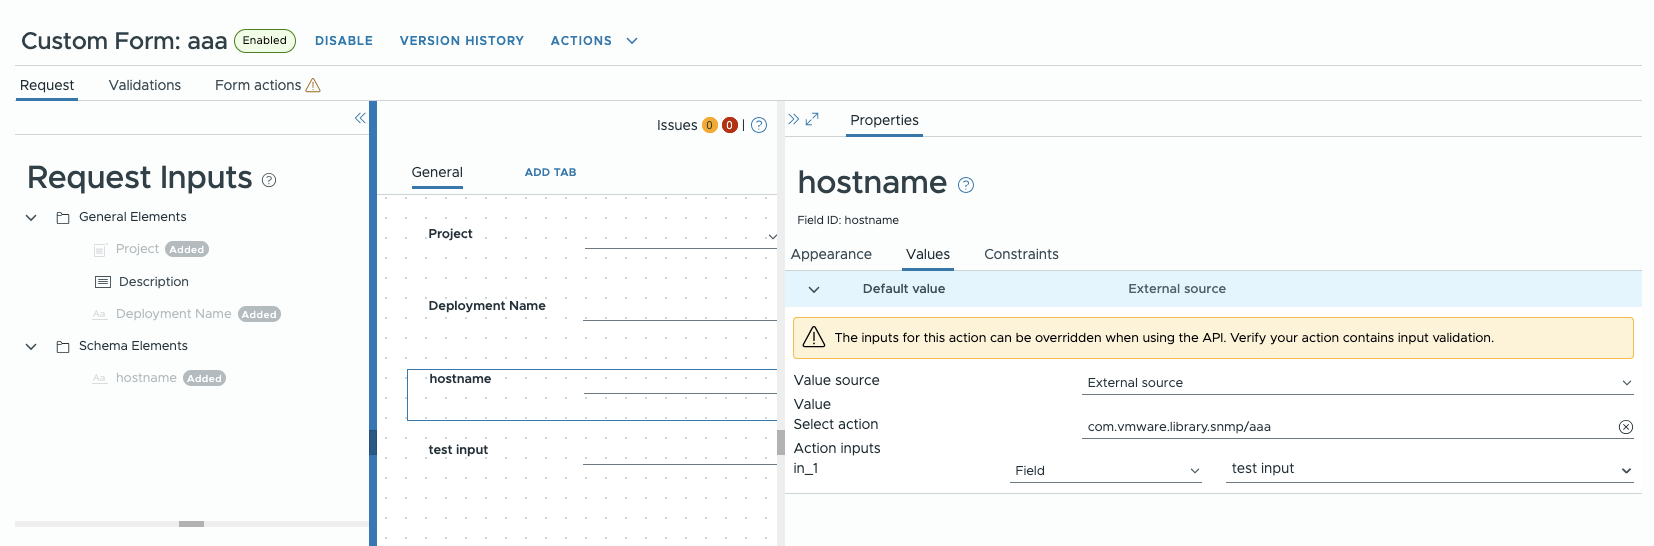 Custom Form: aaa Enabled DISABLE VERSION HISTORY ACTIONS
Request Validations Form actions
Issues 0 0 | ?
Properties
General ADD TAB
Request Inputs ?
General Elements
Project Added
Description
Aa Deployment Name Added
Schema Elements
Aa hostname Added
Project
Deployment Name
hostname
test input
hostname ?
Field ID: hostname
Appearance Values Constraints
Default value External source
The inputs for this action can be overridden when using the API. Verify your action contains input validation.
Value source External source
Value
Select action com.vmware.library.snmp/aaa
Action inputs
in_1 Field test input